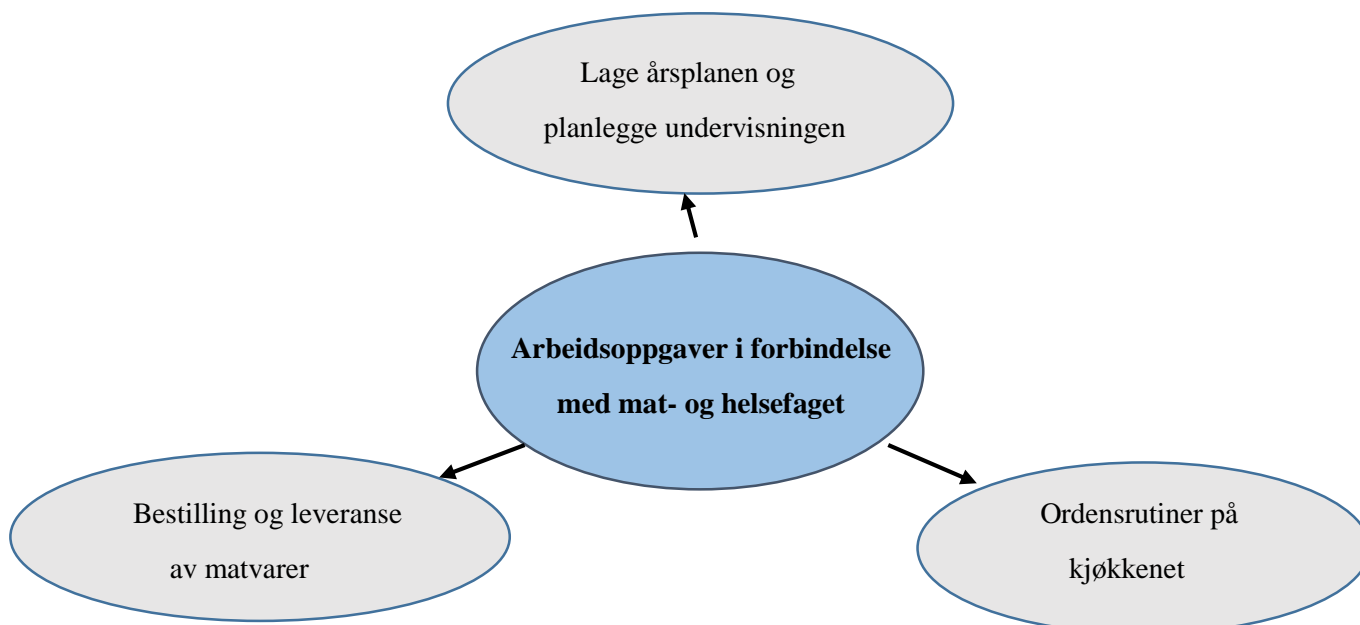 Lage årsplanen og
planlegge undervisningen
Arbeidsoppgaver i forbindelse
med mat- og helsefaget
Bestilling og leveranse
av matvarer
Ordensrutiner på
kjøkkenet